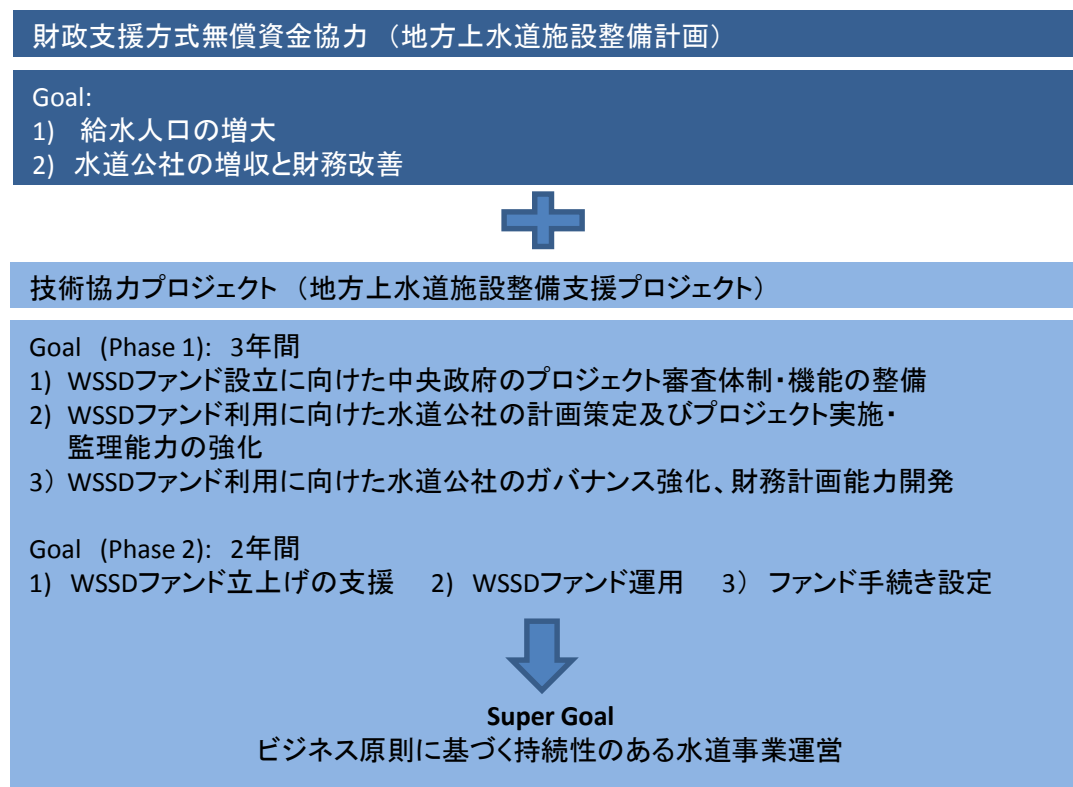 財政支援方式無償資金協力 (地方上水道施設整備計画)
Goal:
1) 給水人口の増大
2) 水道公社の増収と財務改善
技術協力プロジェクト (地方上水道施設整備支援プロジェクト)
Goal (Phase 1): 3年間
1) WSSDファンド設立に向けた中央政府のプロジェクト審査体制・機能の整備
2) WSSDファンド利用に向けた水道公社の計画策定及びプロジェクト実施・
監理能力の強化
3) WSSDファンド利用に向けた水道公社のガバナンス強化、財務計画能力開発
Goal (Phase 2): 2年間
1) WSSDファンド立上げの支援 2) WSSDファンド運用 3) ファンド手続き設定
Super Goal
ビジネス原則に基づく持続性のある水道事業運営